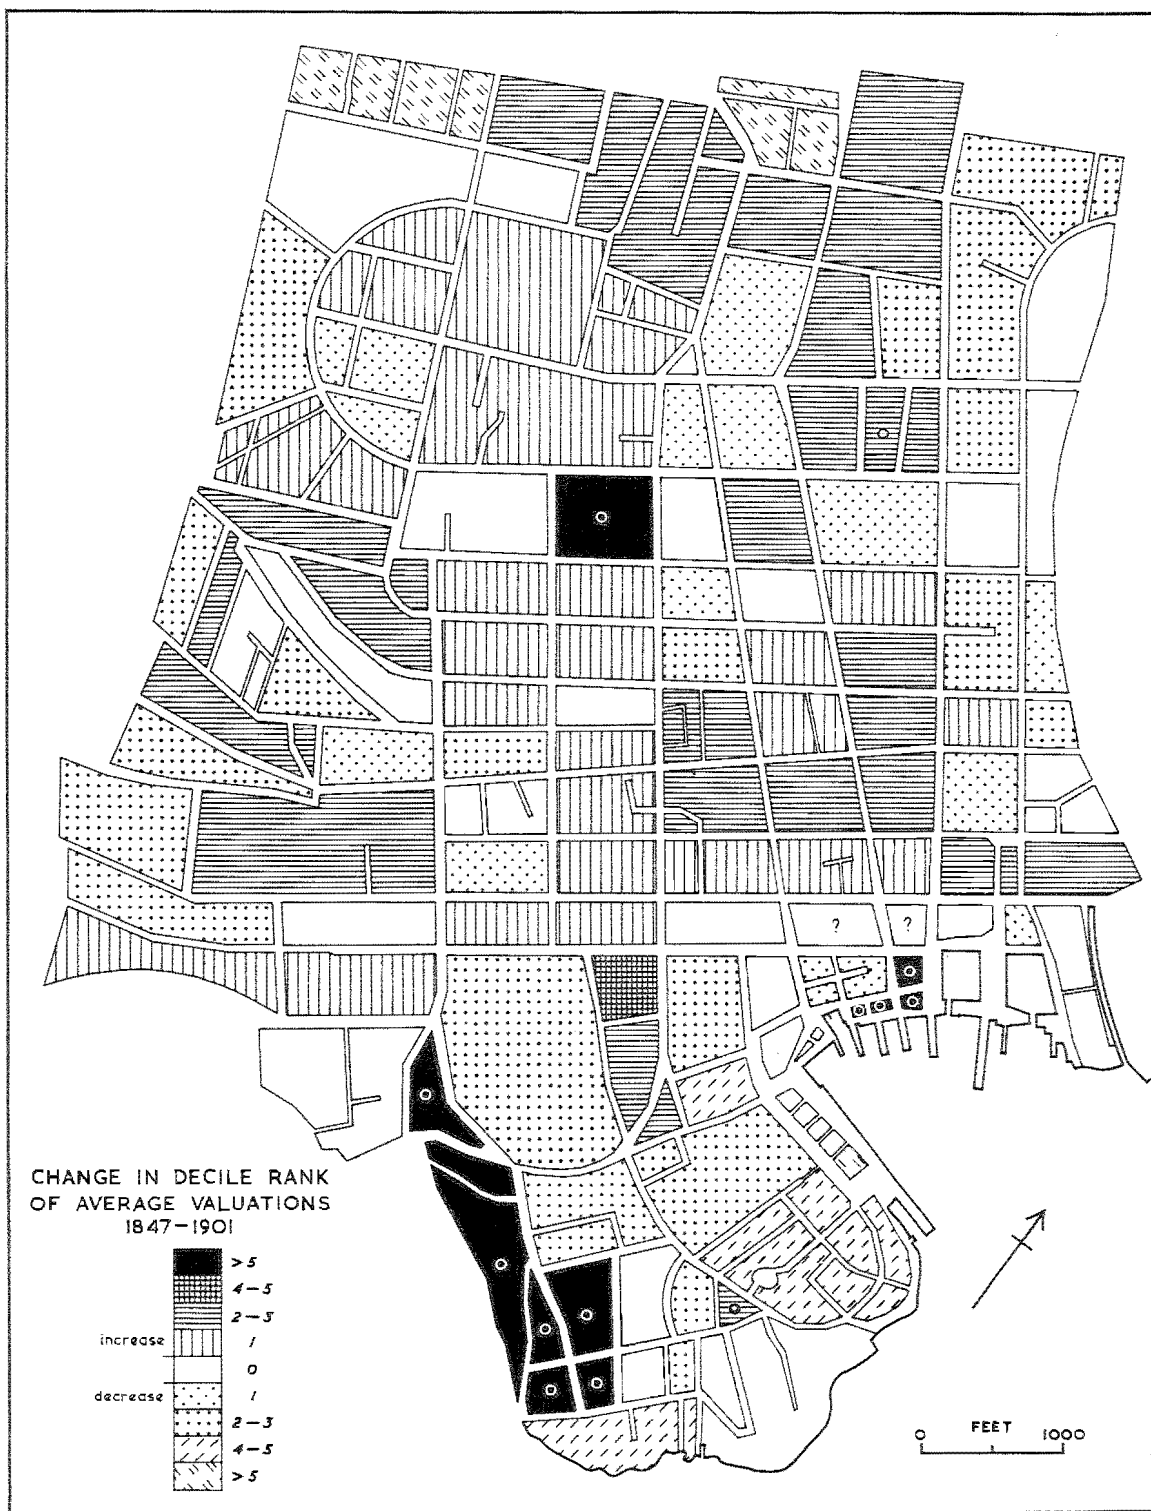 ?
?
CHANGE IN DECILE RANK
OF AVERAGE VALUATIONS
1847–1901
> 5
4–5
2–3
increase 1
0
decrease 1
2–3
4–5
> 5
FEET
0 1000